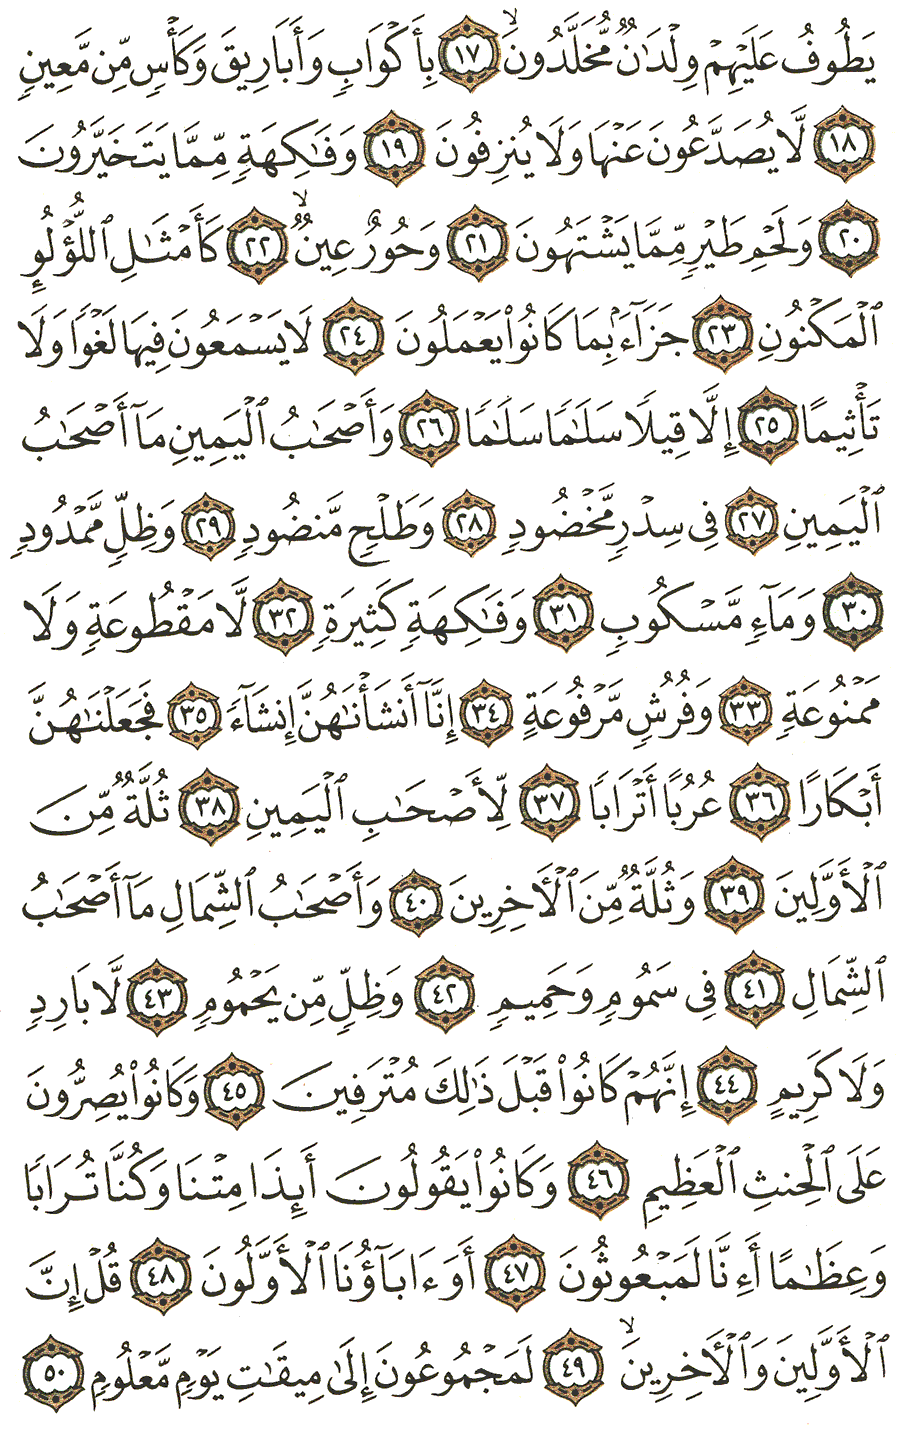 يَطُوفُ عَلَيْهِمْ وِلْدَٰنٌ مُّخَلَّدُونَ ۙ ١٧ بِأَكْوَابٍ وَأَبَارِيقَ وَكَأْسٍ مِّن مَّعِينٍ
١٨ لَّا يُصَدَّعُونَ عَنْهَا وَلَا يُنزِفُونَ ١٩ وَفَٰكِهَةٍ مِّمَّا يَتَخَيَّرُونَ
٢٠ وَلَحْمِ طَيْرٍ مِّمَّا يَشْتَهُونَ ٢١ وَحُورٌ عِينٌ ۙ ٢٢ كَأَمْثَٰلِ ٱللُّؤْلُؤِ
ٱلْمَكْنُونِ ٢٣ جَزَآءًۢ بِمَا كَانُوا۟ يَعْمَلُونَ ٢٤ لَا يَسْمَعُونَ فِيهَا لَغْوًا وَلَا
تَأْثِيمًا ٢٥ إِلَّا قِيلًا سَلَٰمًا سَلَٰمًا ٢٦ وَأَصْحَٰبُ ٱلْيَمِينِ مَآ أَصْحَٰبُ
ٱلْيَمِينِ ٢٧ فِى سِدْرٍ مَّخْضُودٍ ٢٨ وَطَلْحٍ مَّنضُودٍ ٢٩ وَظِلٍّ مَّمْدُودٍ
٣٠ وَمَآءٍ مَّسْكُوبٍ ٣١ وَفَٰكِهَةٍ كَثِيرَةٍ ٣٢ لَّا مَقْطُوعَةٍ وَلَا
مَمْنُوعَةٍ ٣٣ وَفُرُشٍ مَّرْفُوعَةٍ ٣٤ إِنَّآ أَنشَأْنَٰهُنَّ إِنشَآءً ٣٥ فَجَعَلْنَٰهُنَّ
أَبْكَارًا ٣٦ عُرُبًا أَتْرَابًا ٣٧ لِّأَصْحَٰبِ ٱلْيَمِينِ ٣٨ ثُلَّةٌ مِّنَ
ٱلْأَوَّلِينَ ٣٩ وَثُلَّةٌ مِّنَ ٱلْءَاخِرِينَ ٤٠ وَأَصْحَٰبُ ٱلشِّمَالِ مَآ أَصْحَٰبُ
ٱلشِّمَالِ ٤١ فِى سَمُومٍ وَحَمِيمٍ ٤٢ وَظِلٍّ مِّن يَحْمُومٍ ٤٣ لَّا بَارِدٍ
وَلَا كَرِيمٍ ٤٤ إِنَّهُمْ كَانُوا۟ قَبْلَ ذَٰلِكَ مُتْرَفِينَ ٤٥ وَكَانُوا۟ يُصِرُّونَ
عَلَى ٱلْحِنثِ ٱلْعَظِيمِ ٤٦ وَكَانُوا۟ يَقُولُونَ أَئِذَا مِتْنَا وَكُنَّا تُرَابًا
وَعِظَٰمًا أَءِنَّا لَمَبْعُوثُونَ ٤٧ أَوَءَابَآؤُنَا ٱلْأَوَّلُونَ ٤٨ قُلْ إِنَّ
ٱلْأَوَّلِينَ وَٱلْءَاخِرِينَ ۙ ٤٩ لَمَجْمُوعُونَ إِلَىٰ مِيقَٰتِ يَوْمٍ مَّعْلُومٍ ٥٠